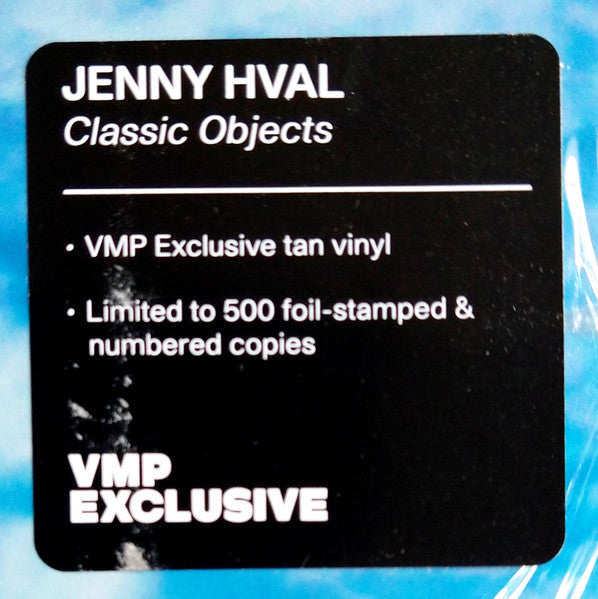 JENNY HVAL
Classic Objects
• VMP Exclusive tan vinyl
• Limited to 500 foil-stamped &
numbered copies
VMP
EXCLUSIVE